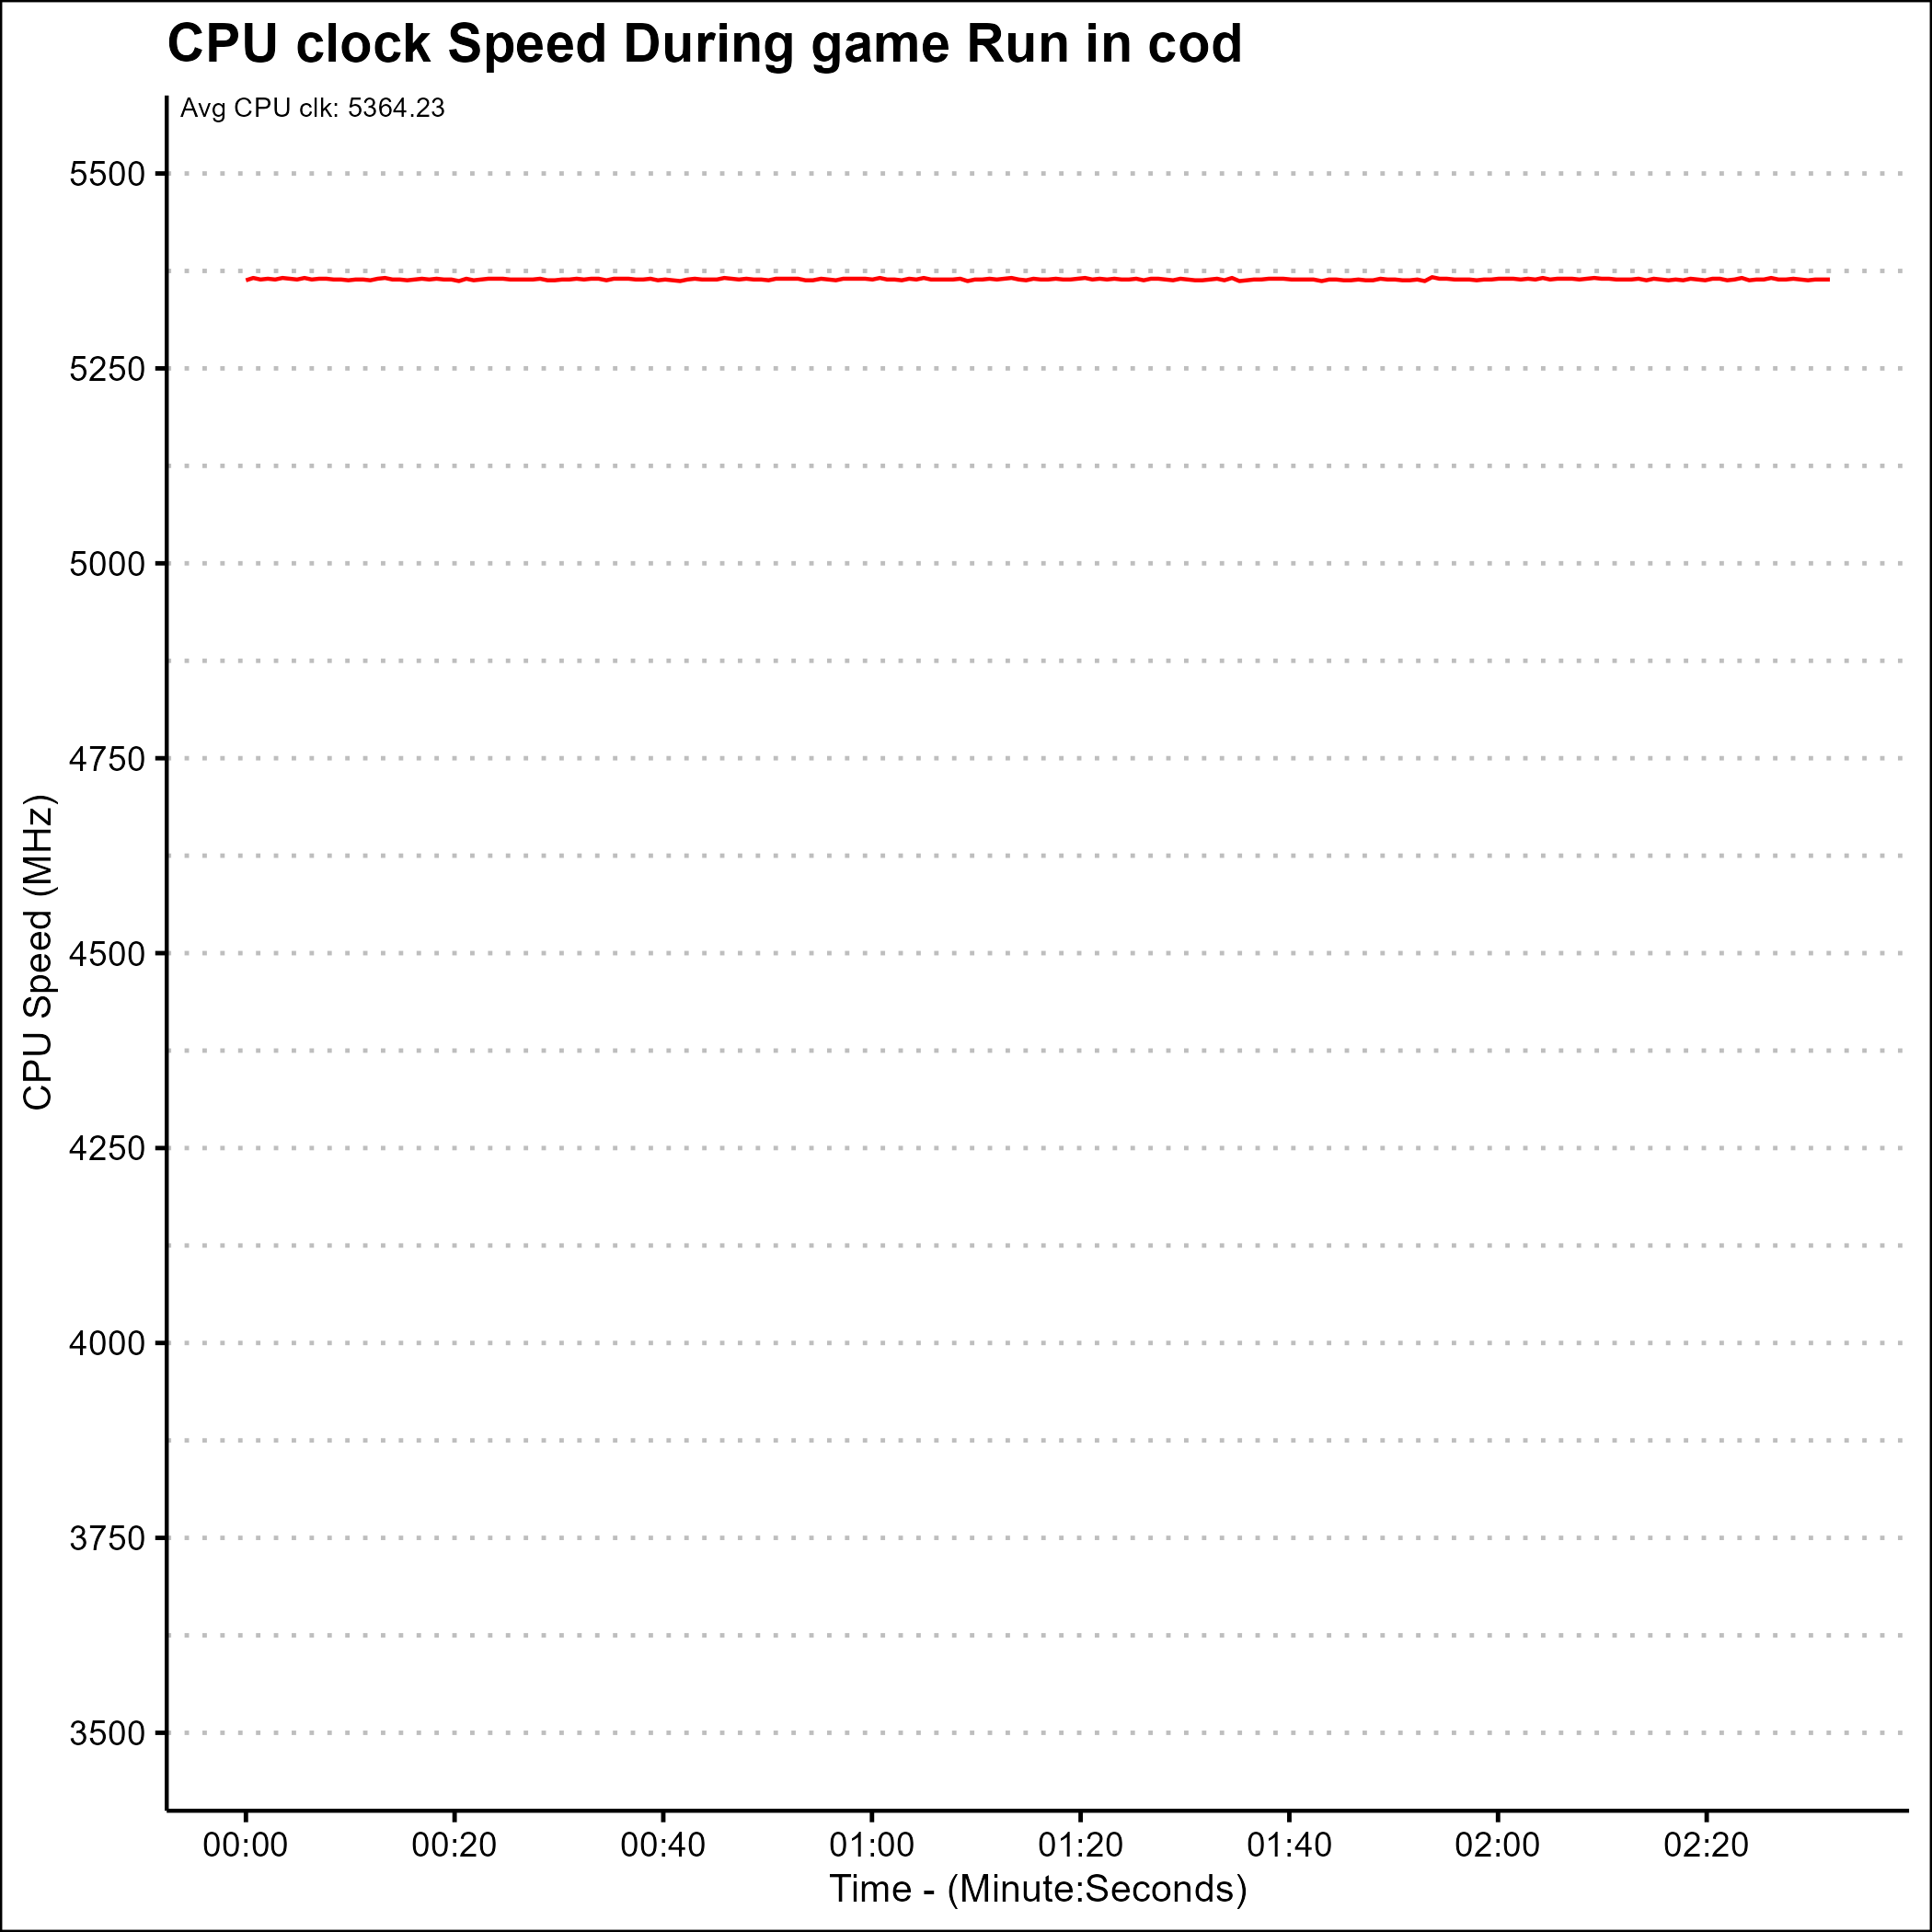 CPU clock Speed During game Run in cod
Avg CPU clk: 5364.23
5500
5250
5000
4750
4500
4250
4000
3750
3500
CPU Speed (MHz)
00:00 00:20 00:40 01:00 01:20 01:40 02:00 02:20
Time - (Minute:Seconds)